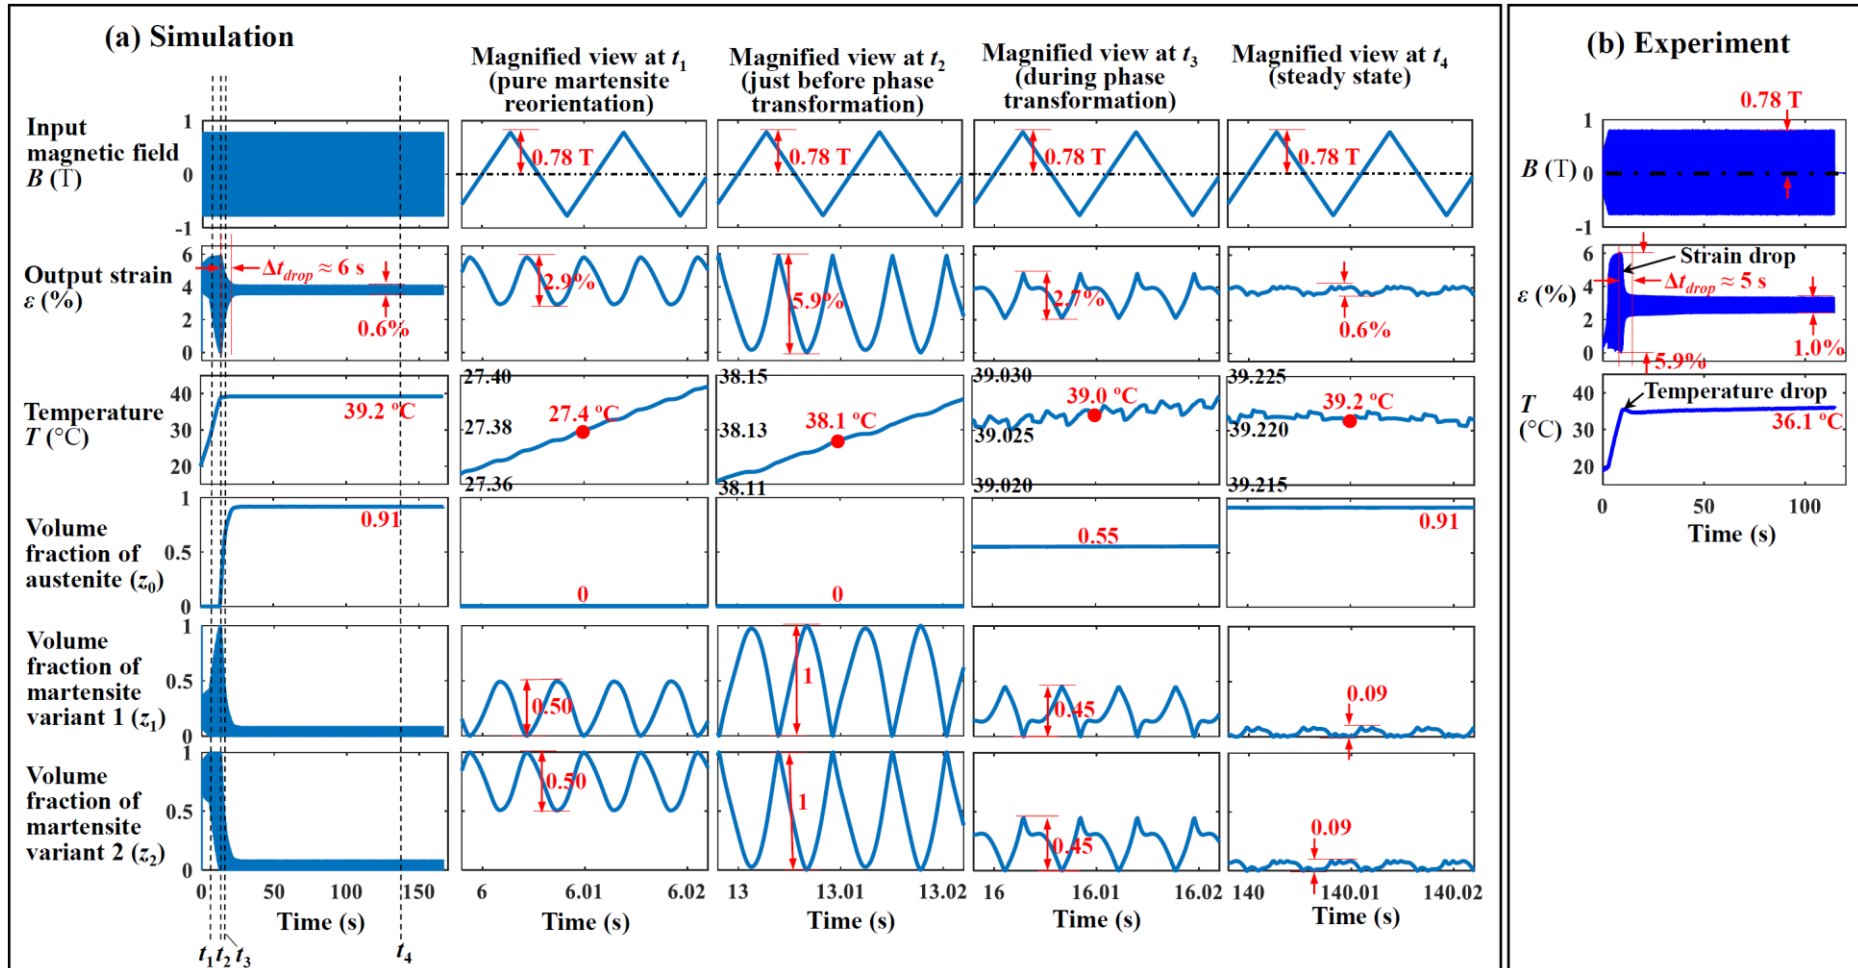 (a) Simulation
Magnified view at t₁
(pure martensite
reorientation)
Magnified view at t₂
(just before phase
transformation)
Magnified view at t₃
(during phase
transformation)
Magnified view at t₄
(steady state)
Input
magnetic field
B (T)
1
0
-1
0.78 T
0.78 T
0.78 T
0.78 T
Output strain
ε (%)
6
4
2
0
Δt_drop ≈ 6 s
0.6%
2.9%
5.9%
2.7%
0.6%
Temperature
T (°C)
40
30
20
39.2 °C
27.40
27.38
27.36
27.4 °C
38.15
38.13
38.11
38.1 °C
39.030
39.025
39.020
39.0 °C
39.225
39.220
39.215
39.2 °C
Volume
fraction of
austenite (z₀)
1
0.5
0
0.91
0
0
0.55
0.91
Volume
fraction of
martensite
variant 1 (z₁)
1
0.5
0
0.50
1
0.45
0.09
Volume
fraction of
martensite
variant 2 (z₂)
1
0.5
0
0.50
1
0.45
0.09
0 50 100 150
6 6.01 6.02
13 13.01 13.02
16 16.01 16.02
140 140.01 140.02
Time (s)
Time (s)
Time (s)
Time (s)
Time (s)
t₁ t₂ t₃ t₄
(b) Experiment
0.78 T
B (T)
1
0
-1
ε (%)
6
4
2
0
Strain drop
Δt_drop ≈ 5 s
5.9%
1.0%
T
(°C)
40
30
20
Temperature drop
36.1 °C
0 50 100
Time (s)